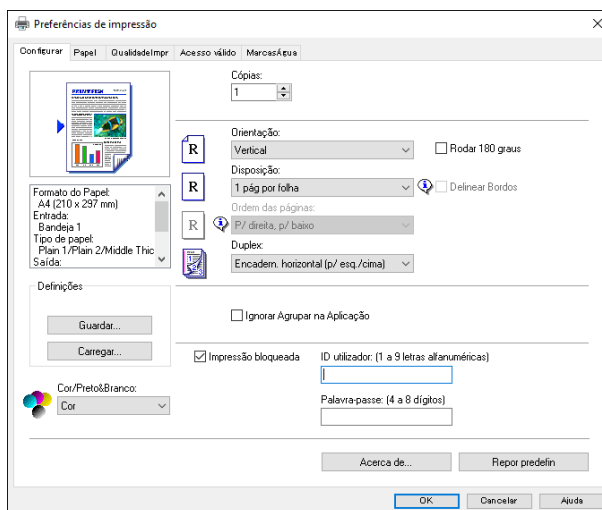 Preferências de impressão
Configurar Papel QualidadeImpr Acesso válido MarcasÁgua
Cópias:
1
Orientação:
Vertical
Rodar 180 graus
Disposição:
1 pág por folha
Delinear Bordos
Ordem das páginas:
P/ direita, p/ baixo
Duplex:
Encadern. horizontal (p/ esq./cima)
Formato do Papel:
A4 (210 x 297 mm)
Entrada:
Bandeja 1
Tipo de papel:
Plain 1/Plain 2/Middle Thic
Saída:
Definições
Guardar...
Carregar...
Ignorar Agrupar na Aplicação
Impressão bloqueada
ID utilizador: (1 a 9 letras alfanuméricas)
Palavra-passe: (4 a 8 dígitos)
Cor/Preto&Branco:
Cor
Acerca de...
Repor predefin
OK
Cancelar
Ajuda
R
R
R